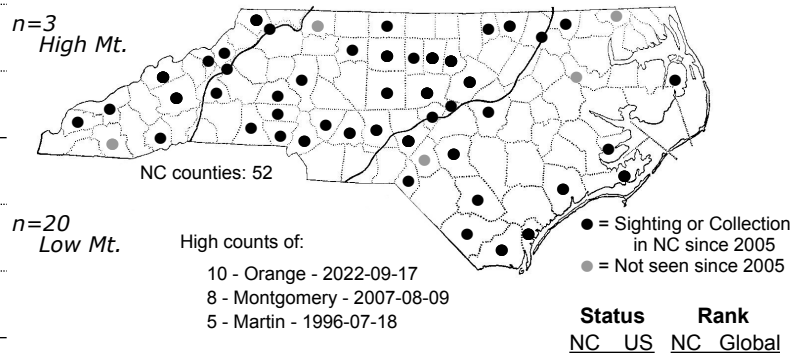 n=3
High Mt.
NC counties: 52
n=20
Low Mt.
High counts of:
10 - Orange - 2022-09-17
8 - Montgomery - 2007-08-09
5 - Martin - 1996-07-18
= Sighting or Collection
in NC since 2005
= Not seen since 2005
Status Rank
NC US NC Global